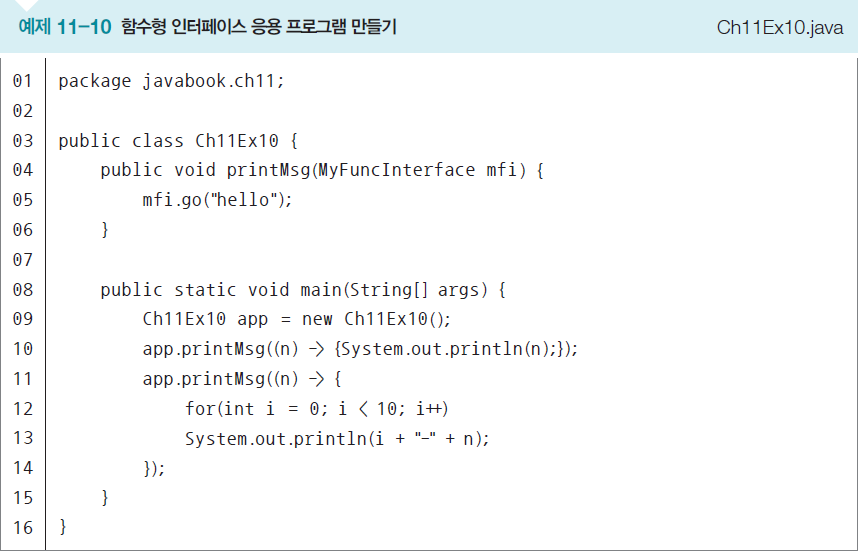 예제 11-10 함수형 인터페이스 응용 프로그램 만들기 Ch11Ex10.java
01 package javabook.ch11;
02
03 public class Ch11Ex10 {
04     public void printMsg(MyFuncInterface mfi) {
05         mfi.go("hello");
06     }
07
08     public static void main(String[] args) {
09         Ch11Ex10 app = new Ch11Ex10();
10         app.printMsg((n) -> {System.out.println(n);});
11         app.printMsg((n) -> {
12             for(int i = 0; i < 10; i++)
13             System.out.println(i + "-" + n);
14         });
15     }
16 }